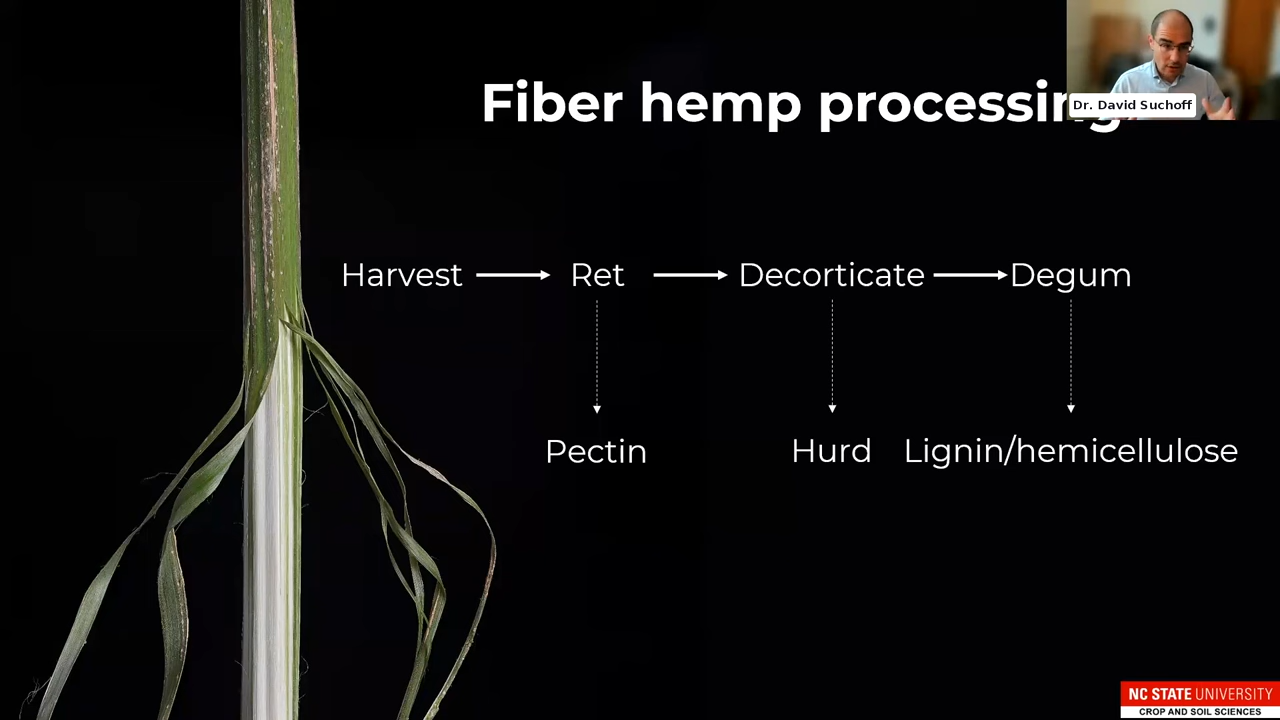 Fiber hemp processing
Dr. David Suchoff
Harvest Ret Decorticate Degum
Pectin Hurd Lignin/hemicellulose
NC STATE UNIVERSITY
CROP AND SOIL SCIENCES